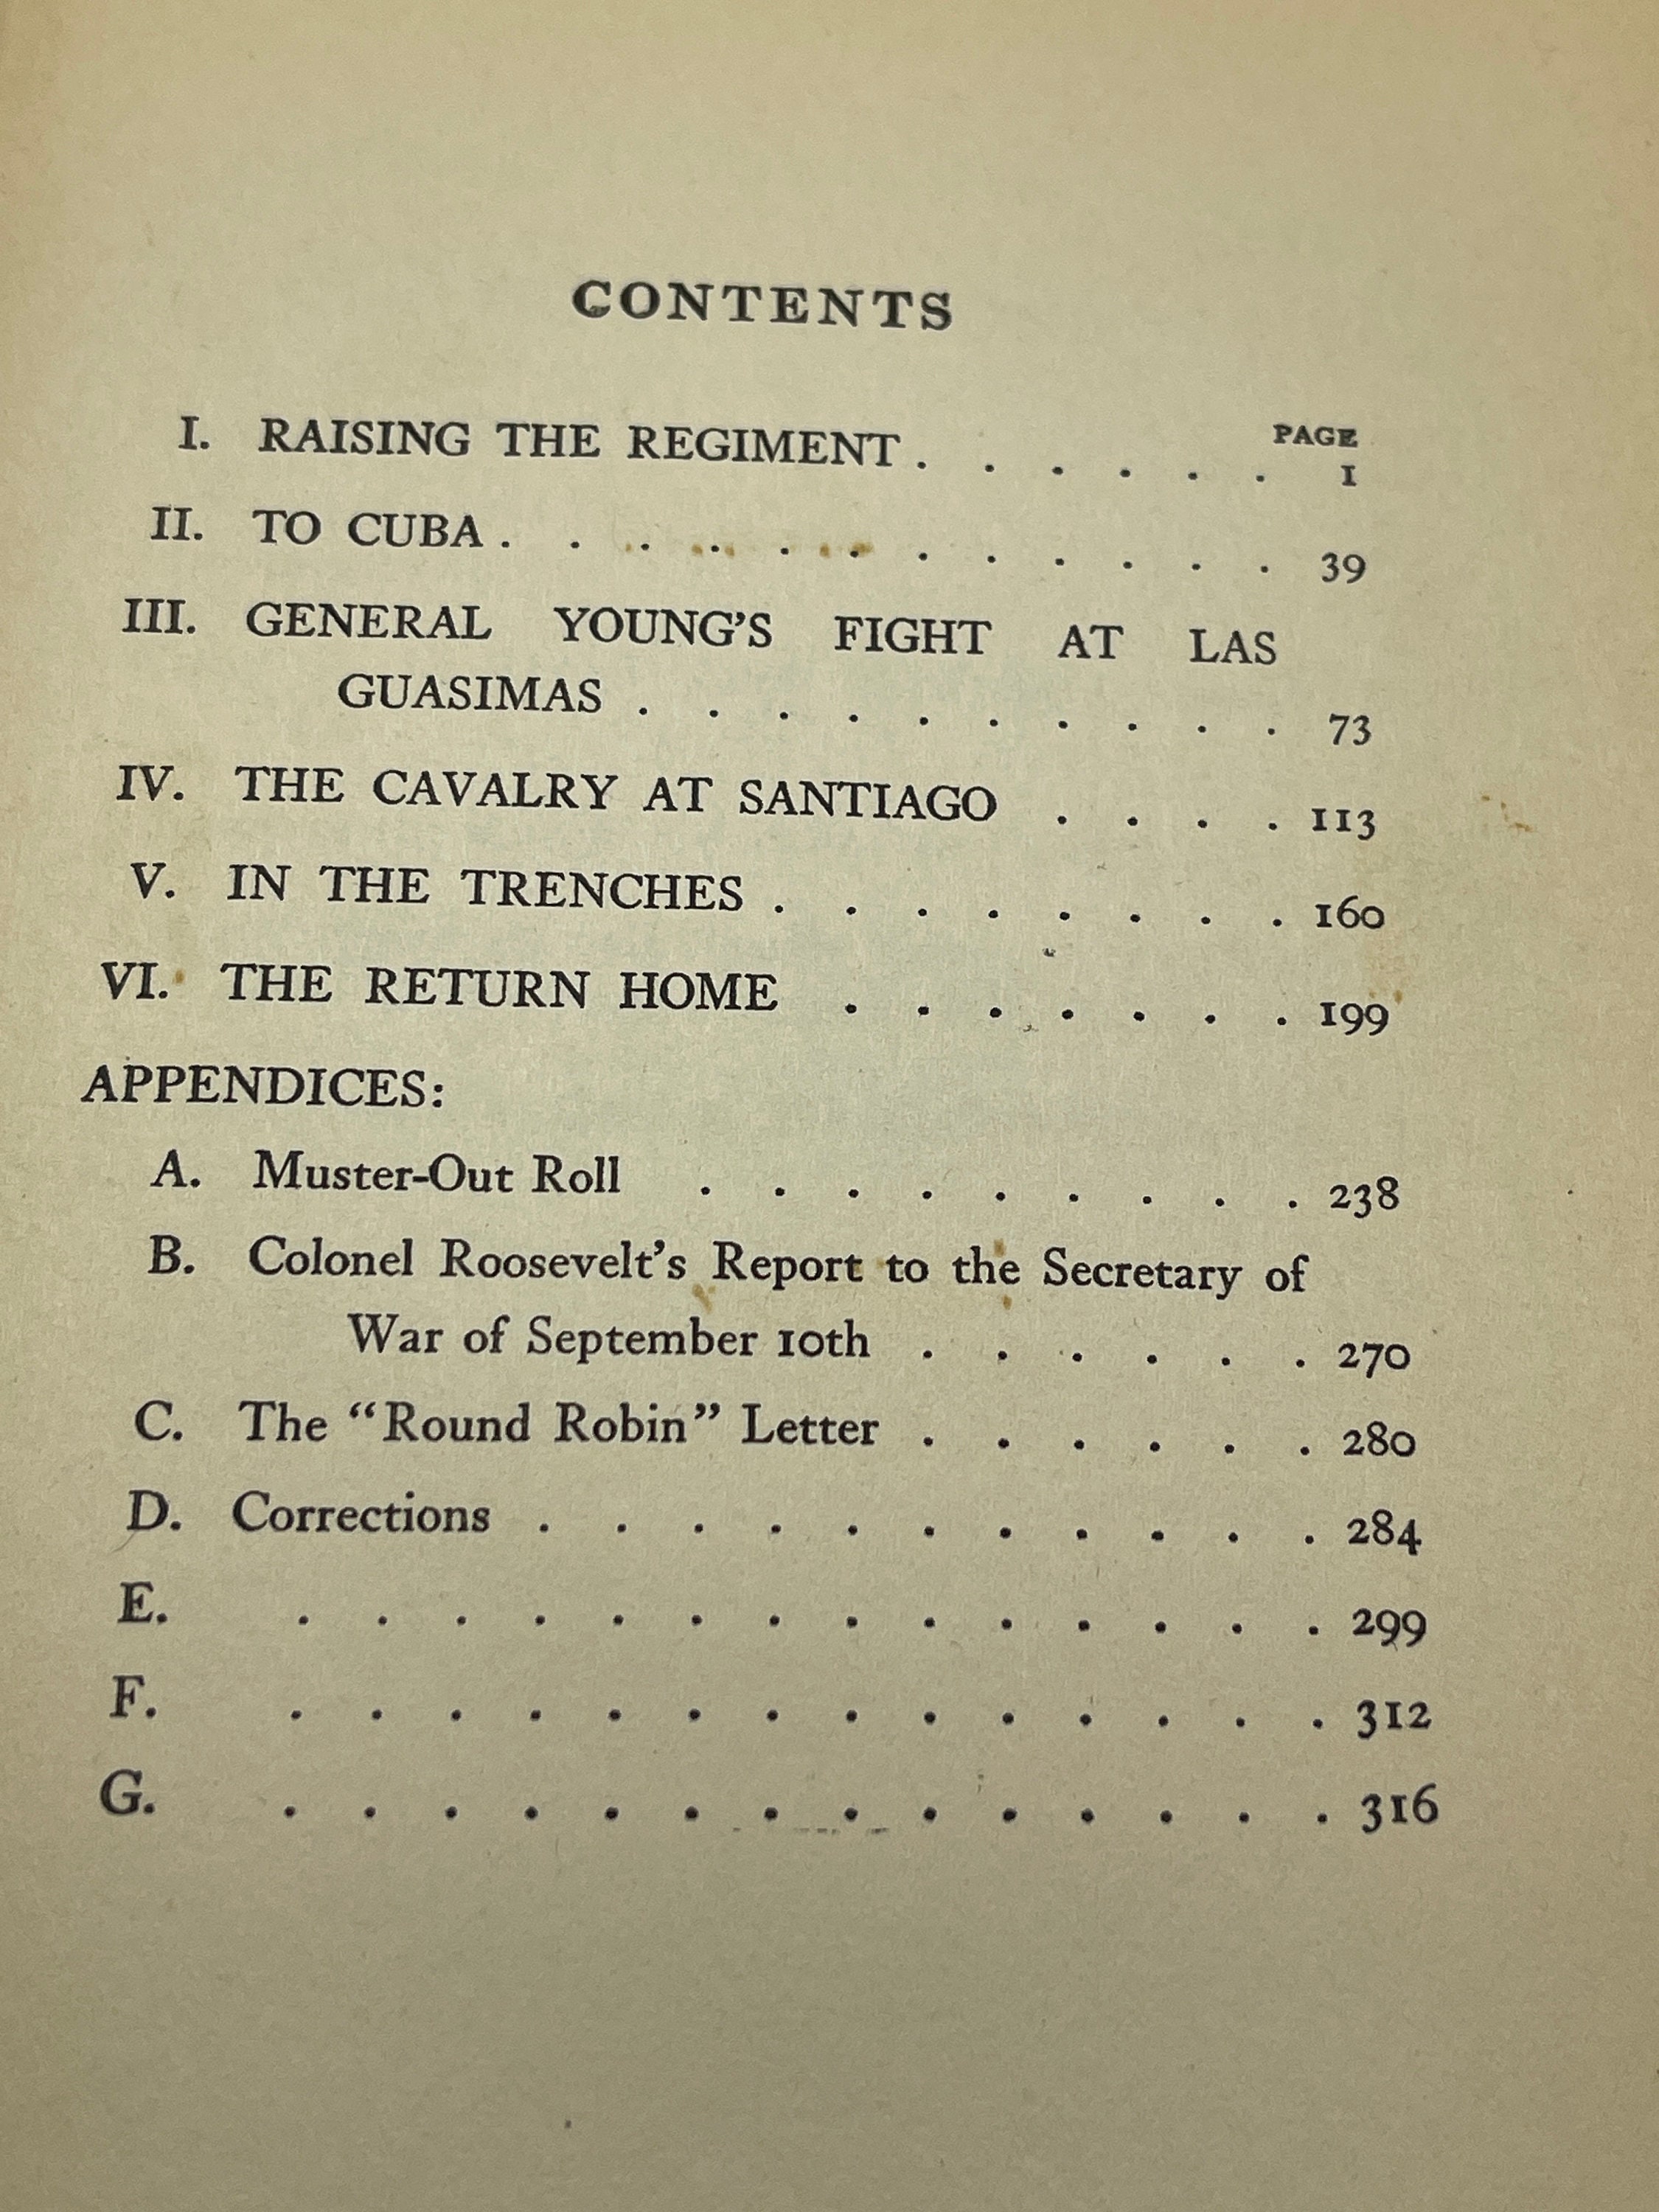 CONTENTS
PAGE
I. RAISING THE REGIMENT . . . . . . 1
II. TO CUBA . . . . . . . . . . . . 39
III. GENERAL YOUNG'S FIGHT AT LAS
GUASIMAS . . . . . . . . . . 73
IV. THE CAVALRY AT SANTIAGO . . . . 113
V. IN THE TRENCHES . . . . . . . . 160
VI. THE RETURN HOME . . . . . . . 199
APPENDICES:
A. Muster-Out Roll . . . . . . . . . 238
B. Colonel Roosevelt's Report to the Secretary of
War of September 10th . . . . . . 270
C. The "Round Robin" Letter . . . . . . 280
D. Corrections . . . . . . . . . . . 284
E. . . . . . . . . . . . . . . 299
F. . . . . . . . . . . . . . . 312
G. . . . . . . . . . . . . . . 316